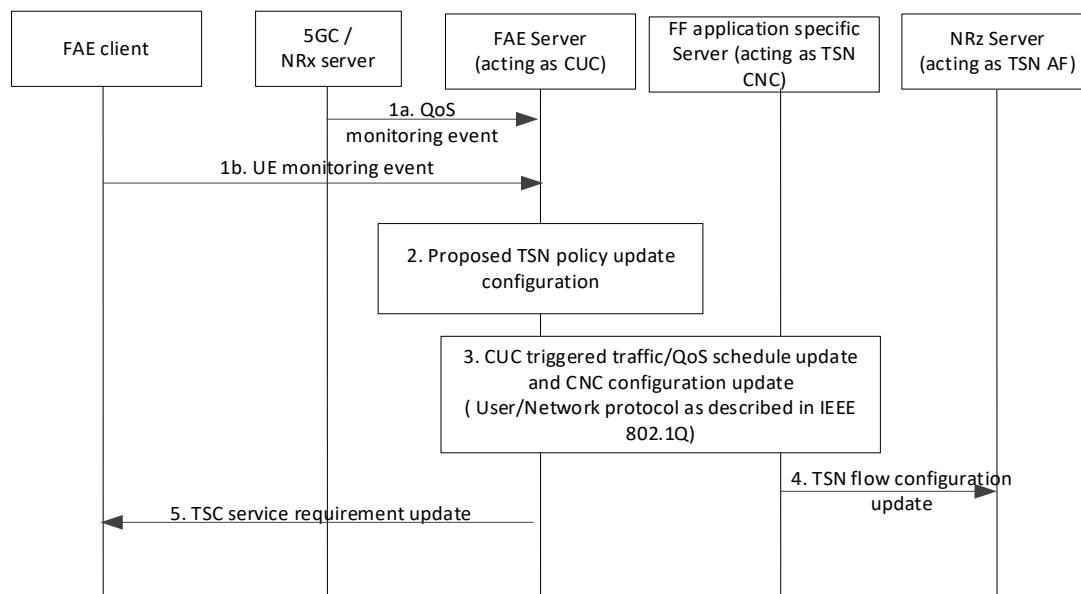 FAE client
5GC /
NRx server
FAE Server
(acting as CUC)
FF application specific
Server (acting as TSN
CNC)
NRz Server
(acting as TSN AF)
1a. QoS
monitoring event
1b. UE monitoring event
2. Proposed TSN policy update
configuration
3. CUC triggered traffic/QoS schedule update
and CNC configuration update
( User/Network protocol as described in IEEE
802.1Q)
4. TSN flow configuration
update
5. TSC service requirement update